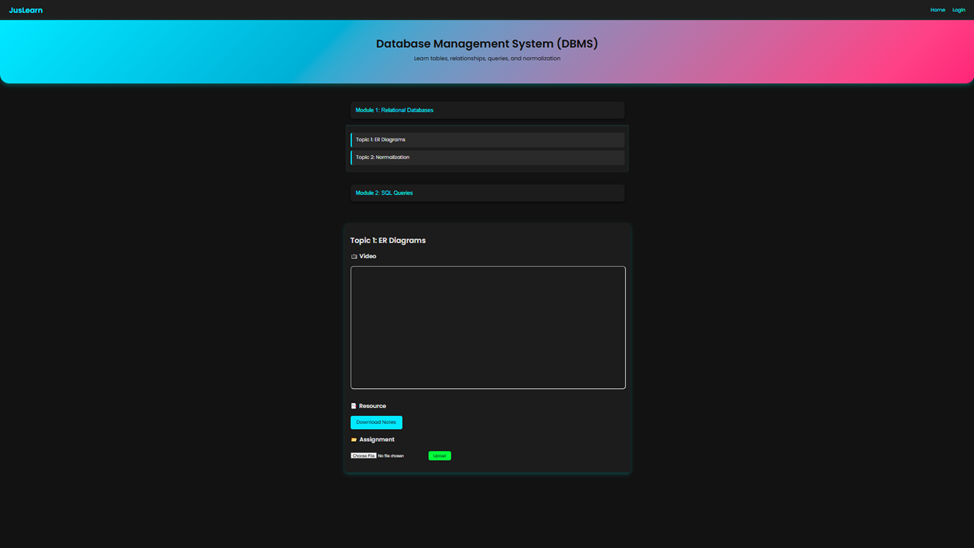 JusLearn
Home Login
Database Management System (DBMS)
Learn tables, relationships, queries, and normalization
Module 1: Relational Databases
Topic 1: ER Diagrams
Topic 3: Normalization
Module 2: SQL Queries
Topic 1: ER Diagrams
Video
Resource
Download Notes
Assignment
Choose File No file chosen
Upload